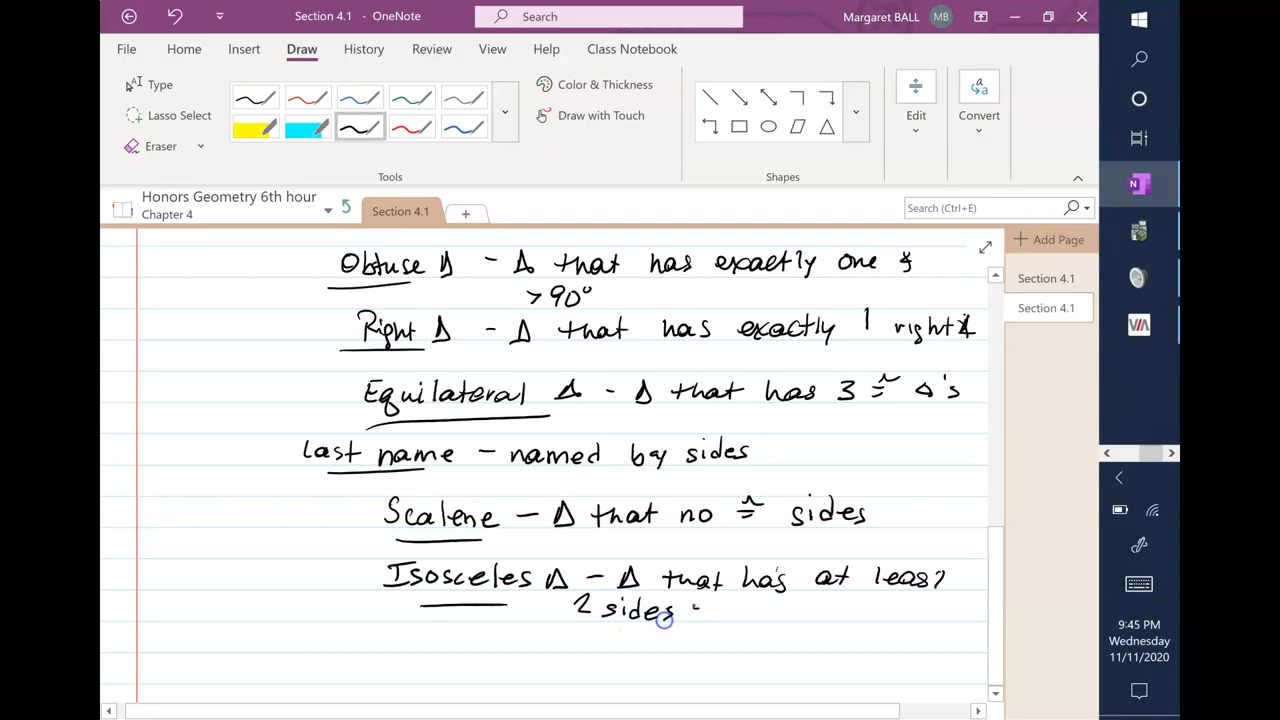 Section 4.1 - OneNote
Search
Margaret BALL
MB
File Home Insert Draw History Review View Help Class Notebook
Type
Lasso Select
Eraser
Color & Thickness
Draw with Touch
Edit
Convert
Tools
Shapes
Honors Geometry 6th hour
Chapter 4
Section 4.1
Search (Ctrl+E)
Add Page
Section 4.1
Section 4.1
Obtuse Δ - Δ that has exactly one ∡
> 90°
Right Δ - Δ that has exactly 1 right ∡
Equilateral Δ - Δ that has 3 ≅ Δ's
Last name - named by sides
Scalene - Δ that no ≅ sides
Isosceles Δ - Δ that has at least
2 sides
9:45 PM
Wednesday
11/11/2020